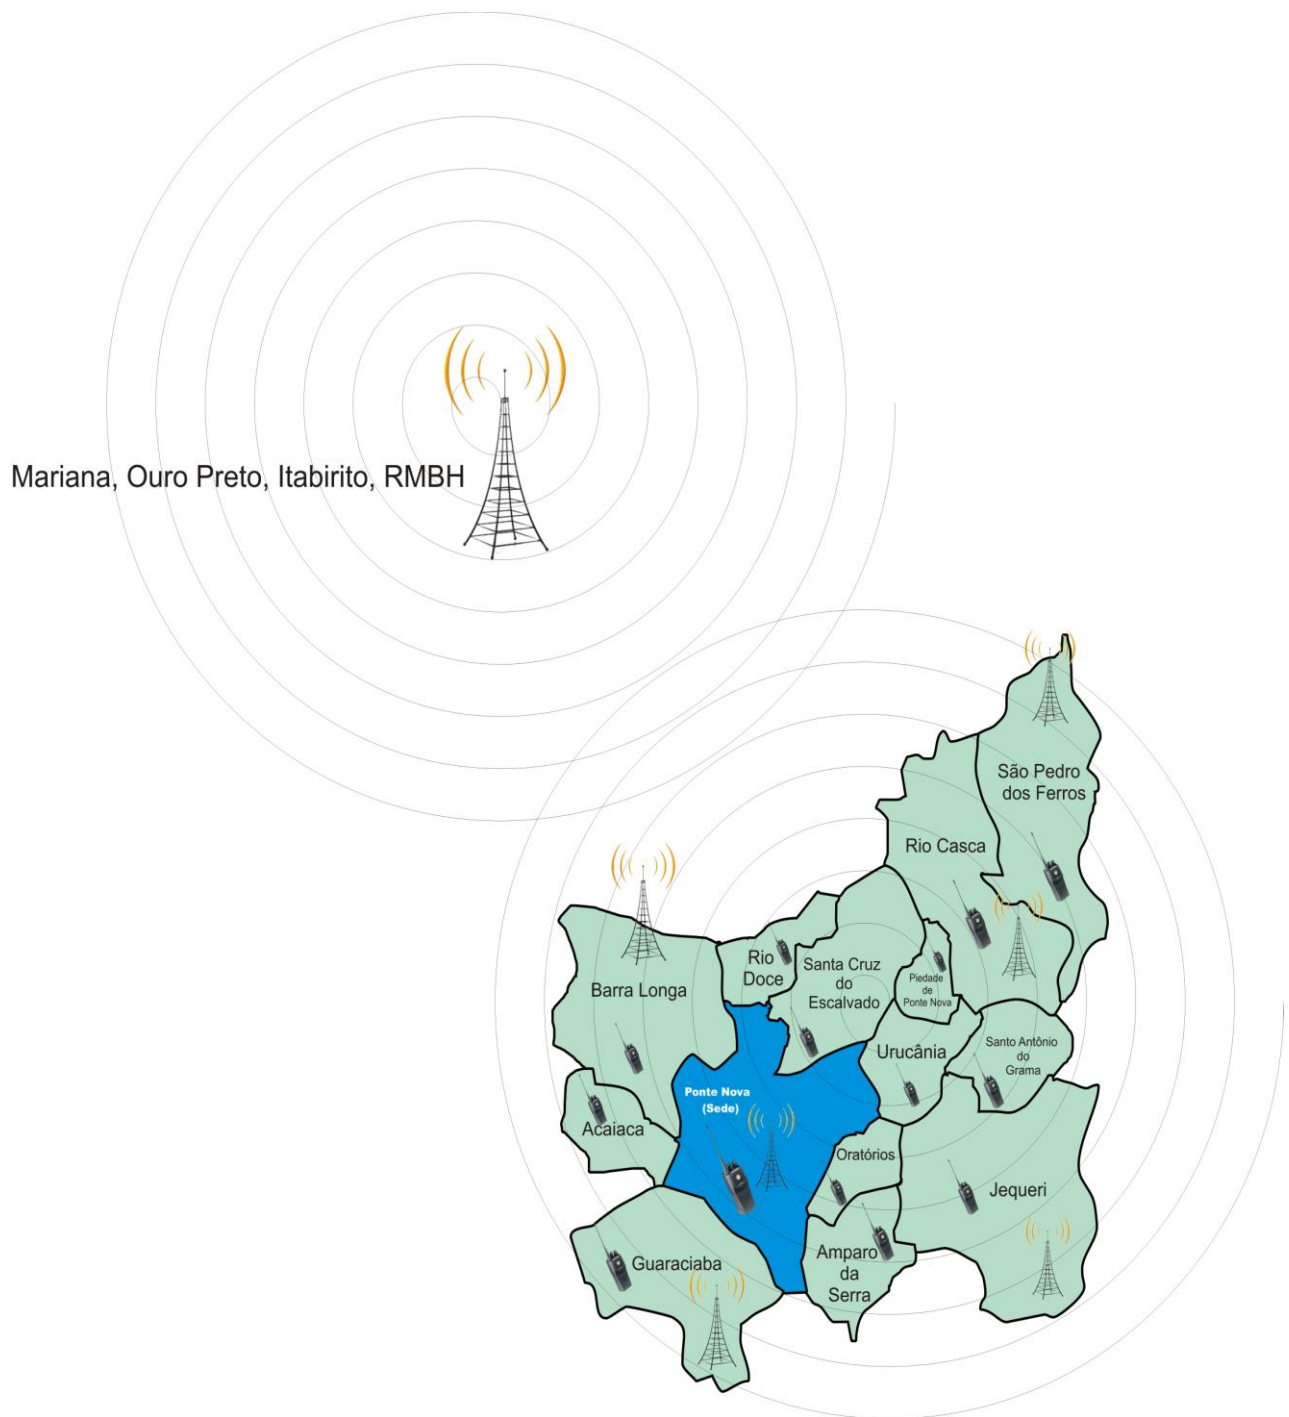 Mariana, Ouro Preto, Itabirito, RMBH
São Pedro
dos Ferros
Rio Casca
Rio
Doce
Santa Cruz
do
Escalvado
Piedade
de
Ponte Nova
Barra Longa
Urucânia
Santo Antônio
do
Grama
Ponte Nova
(Sede)
Acaiaca
Oratórios
Jequeri
Guaraciaba
Amparo
da
Serra